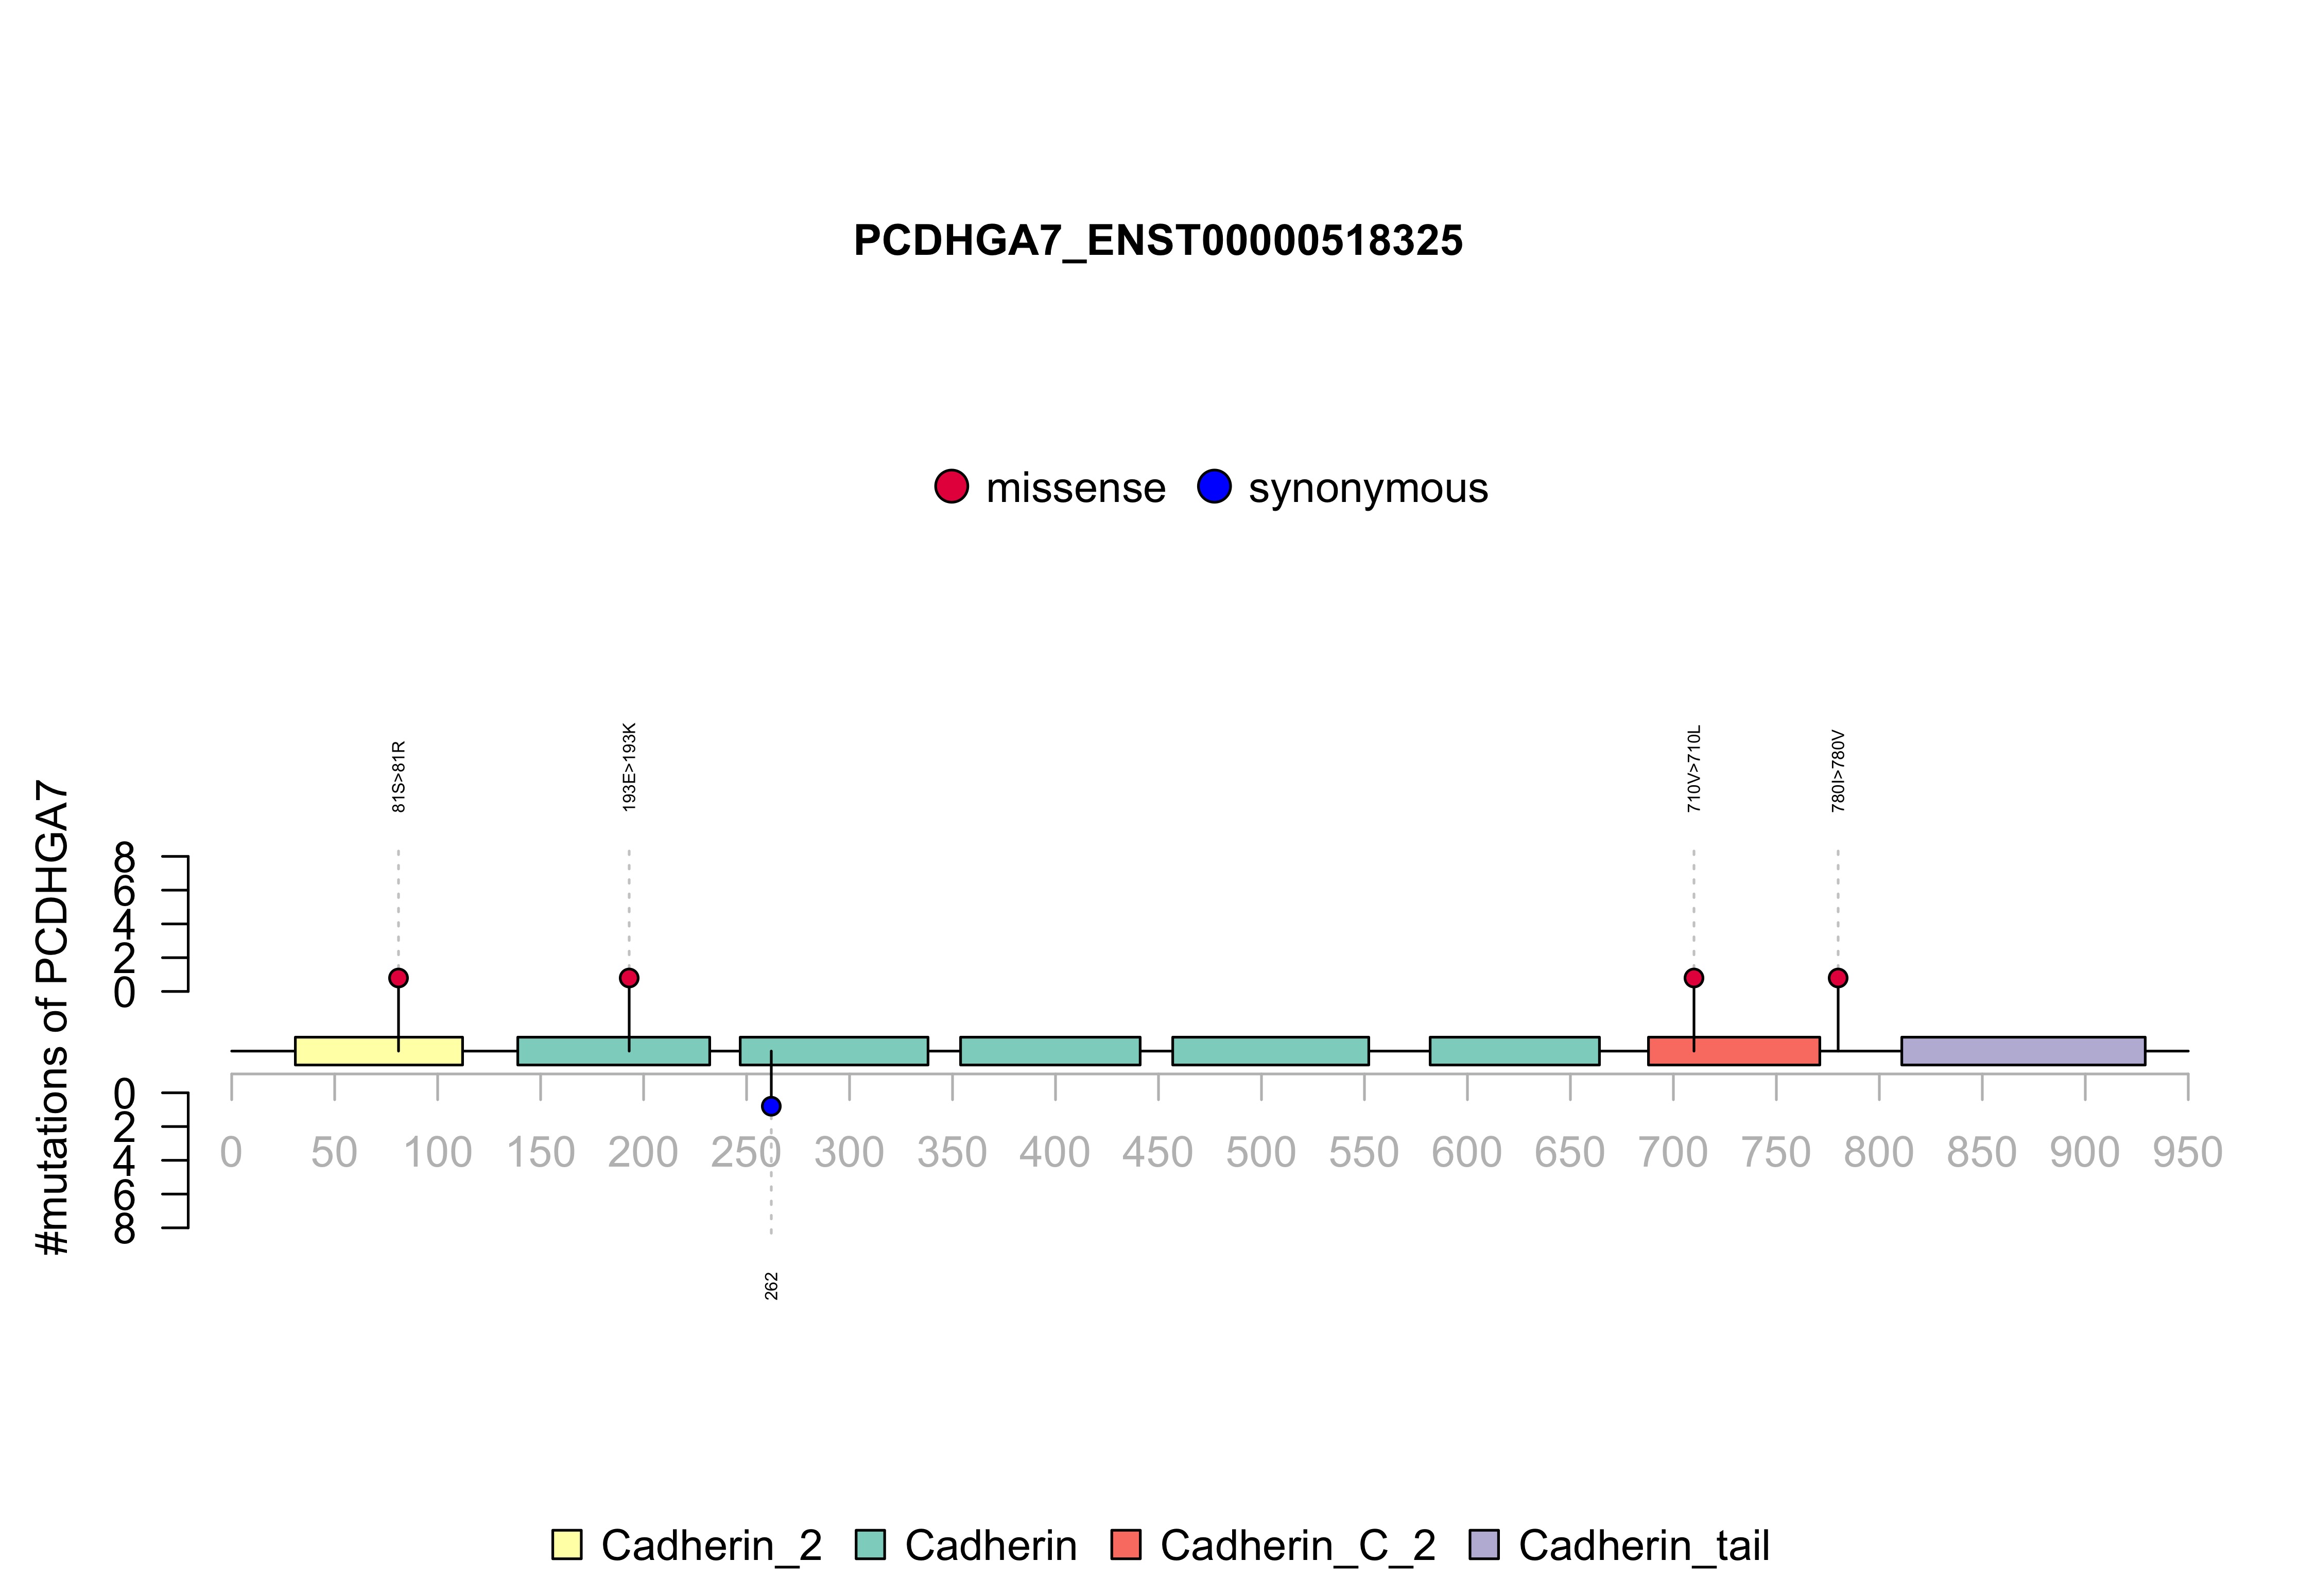 PCDHGA7_ENST00000518325
missense synonymous
81S>81R
193E>193K
710V>710L
780I>780V
#mutations of PCDHGA7
8
6
4
2
0
0
2
4
6
8
0 50 100 150 200 250 300 350 400 450 500 550 600 650 700 750 800 850 900 950
262
Cadherin_2 Cadherin Cadherin_C_2 Cadherin_tail